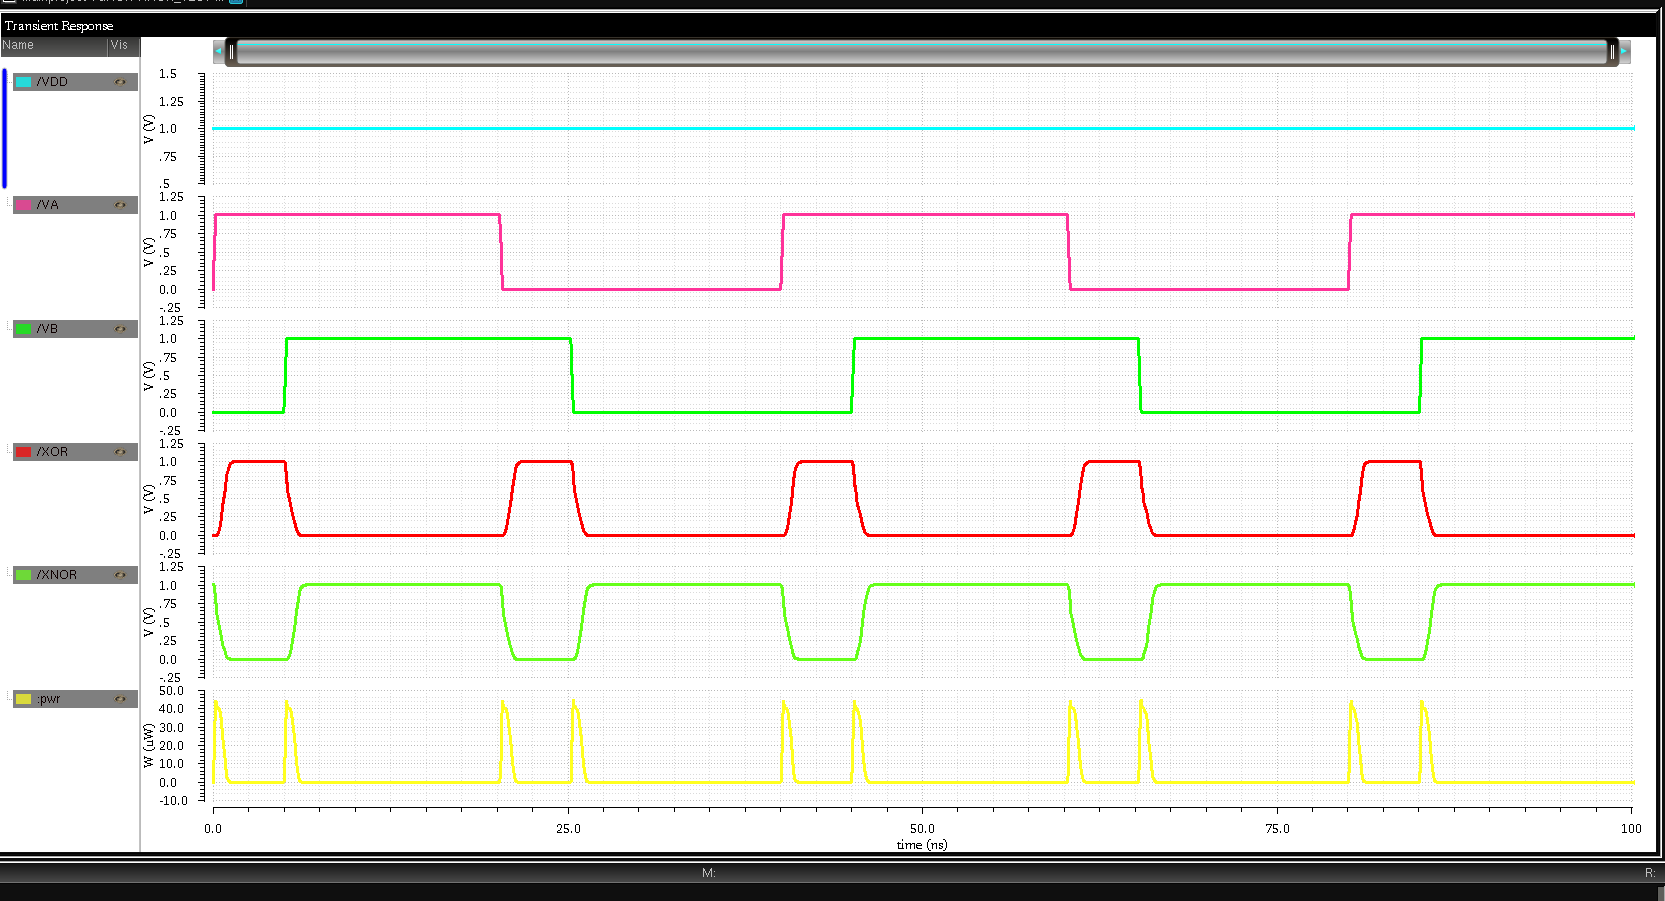 Transient Response
Name Vis
/VDD
1.5
1.25
1.0
.75
.5
V (V)
/VA
1.25
1.0
.75
.5
.25
0.0
-.25
V (V)
/VB
1.25
1.0
.75
.5
.25
0.0
-.25
V (V)
/XOR
1.25
1.0
.75
.5
.25
0.0
-.25
V (V)
/XNOR
1.25
1.0
.75
.5
.25
0.0
-.25
V (V)
:pwr
50.0
40.0
30.0
20.0
10.0
0.0
-10.0
W (uW)
0.0 25.0 50.0 75.0 100
time (ns)
M: R: